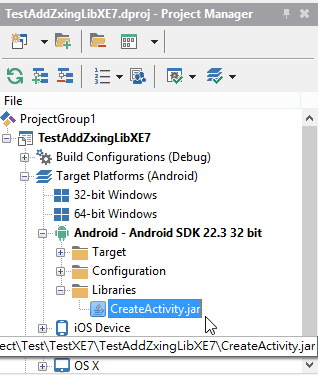 TestAddZxingLibXE7.dproj - Project Manager
File
ProjectGroup1
TestAddZxingLibXE7
Build Configurations (Debug)
Target Platforms (Android)
32-bit Windows
64-bit Windows
Android - Android SDK 22.3 32 bit
Target
Configuration
Libraries
CreateActivity.jar
iOS Device
ect\Test\TestXE7\TestAddZxingLibXE7\CreateActivity.jar
OS X